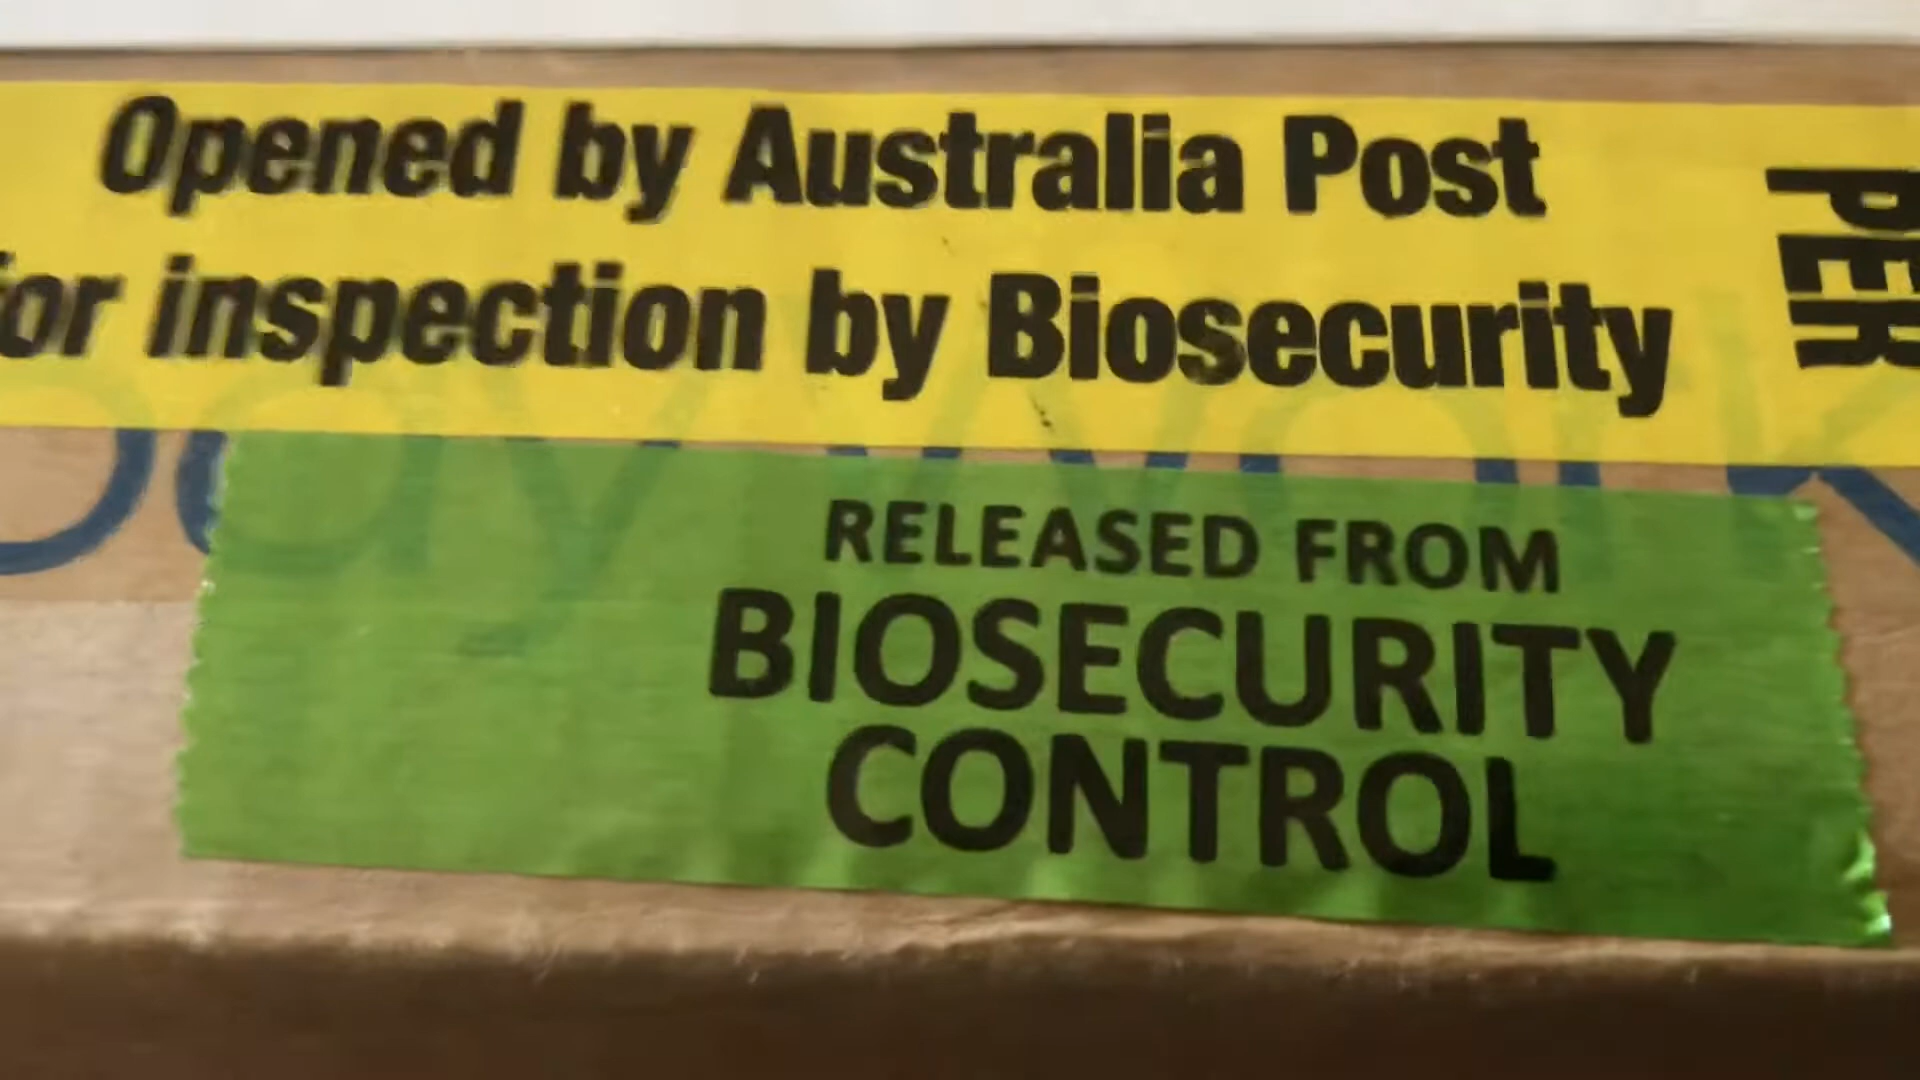 Opened by Australia Post
for inspection by Biosecurity
PER
RELEASED FROM
BIOSECURITY
CONTROL